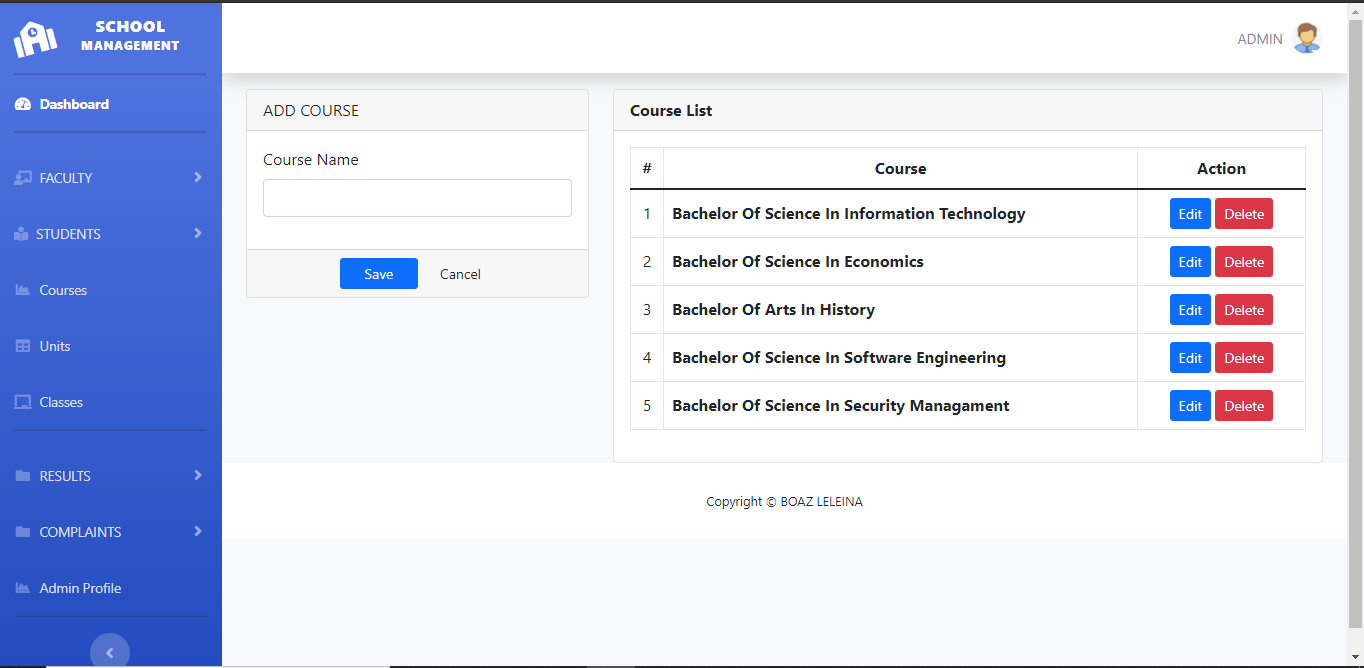 SCHOOL
MANAGEMENT
Dashboard
FACULTY
STUDENTS
Courses
Units
Classes
RESULTS
COMPLAINTS
Admin Profile
ADMIN
ADD COURSE
Course Name
Save Cancel
Course List
# Course Action
1 Bachelor Of Science In Information Technology Edit Delete
2 Bachelor Of Science In Economics Edit Delete
3 Bachelor Of Arts In History Edit Delete
4 Bachelor Of Science In Software Engineering Edit Delete
5 Bachelor Of Science In Security Managament Edit Delete
Copyright © BOAZ LELEINA